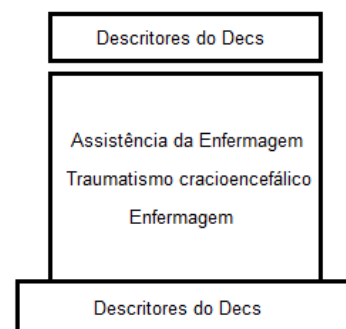 Descritores do Decs
Assistência da Enfermagem
Traumatismo cracioencefálico
Enfermagem
Descritores do Decs